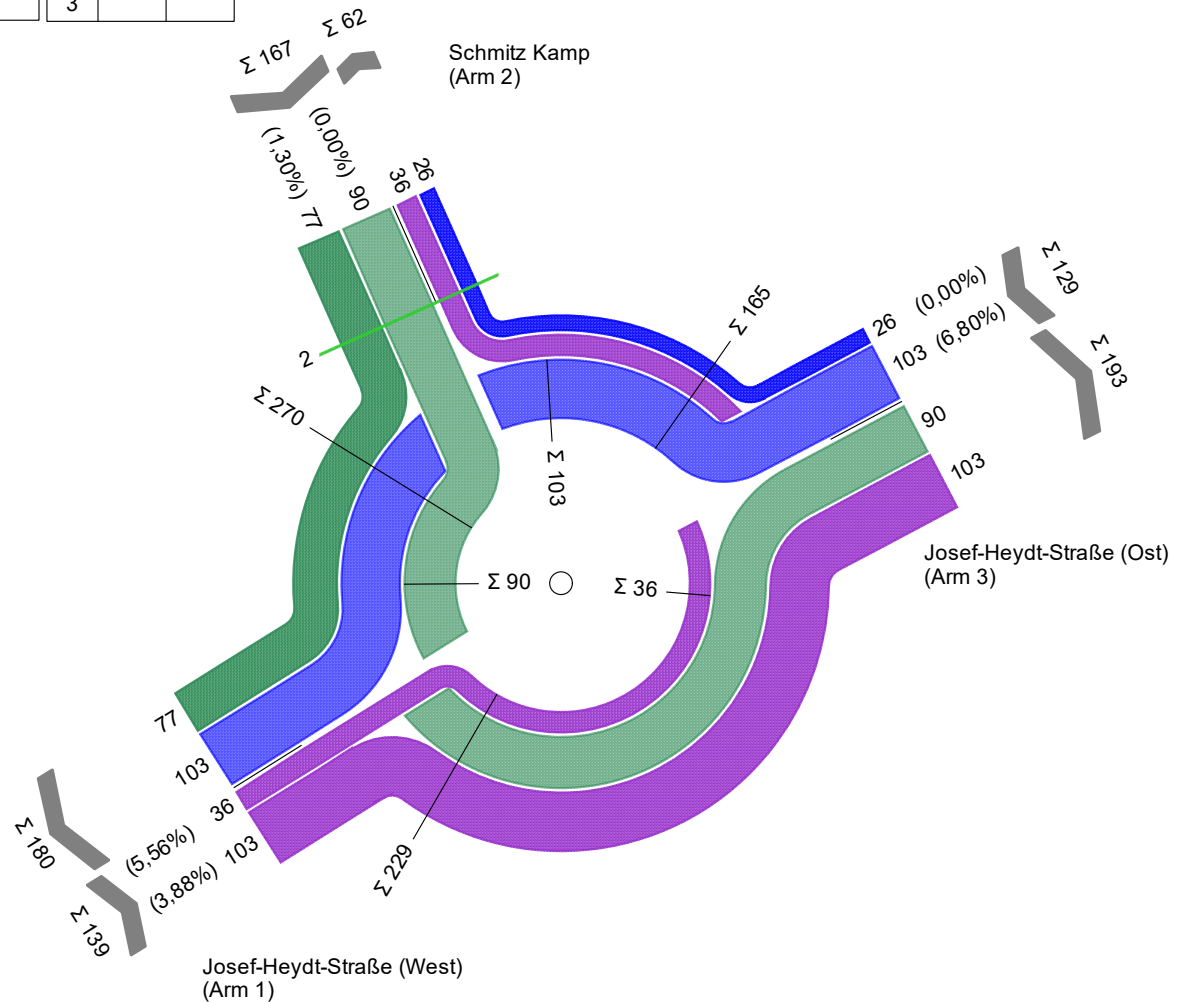 3
Σ 167
Σ 62
Schmitz Kamp
(Arm 2)
(1,30%) 77
(0,00%) 90
36
26
2
Σ 270
Σ 103
Σ 165
Σ 90
Σ 36
Σ 229
26 (0,00%)
103 (6,80%)
90
103
Σ 129
Σ 193
Josef-Heydt-Straße (Ost)
(Arm 3)
77
103
36 (5,56%)
103 (3,88%)
Σ 180
Σ 139
Josef-Heydt-Straße (West)
(Arm 1)